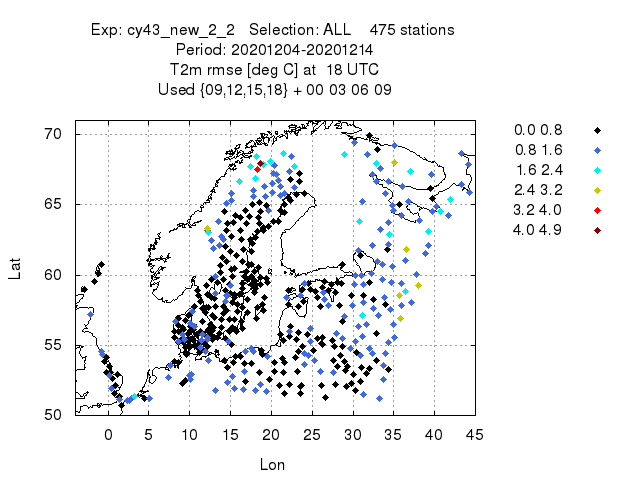 Exp: cy43_new_2_2 Selection: ALL 475 stations
Period: 20201204-20201214
T2m rmse [deg C] at 18 UTC
Used {09,12,15,18} + 00 03 06 09
70
65
60
55
50
Lat
0 5 10 15 20 25 30 35 40 45
Lon
0.0 0.8
0.8 1.6
1.6 2.4
2.4 3.2
3.2 4.0
4.0 4.9